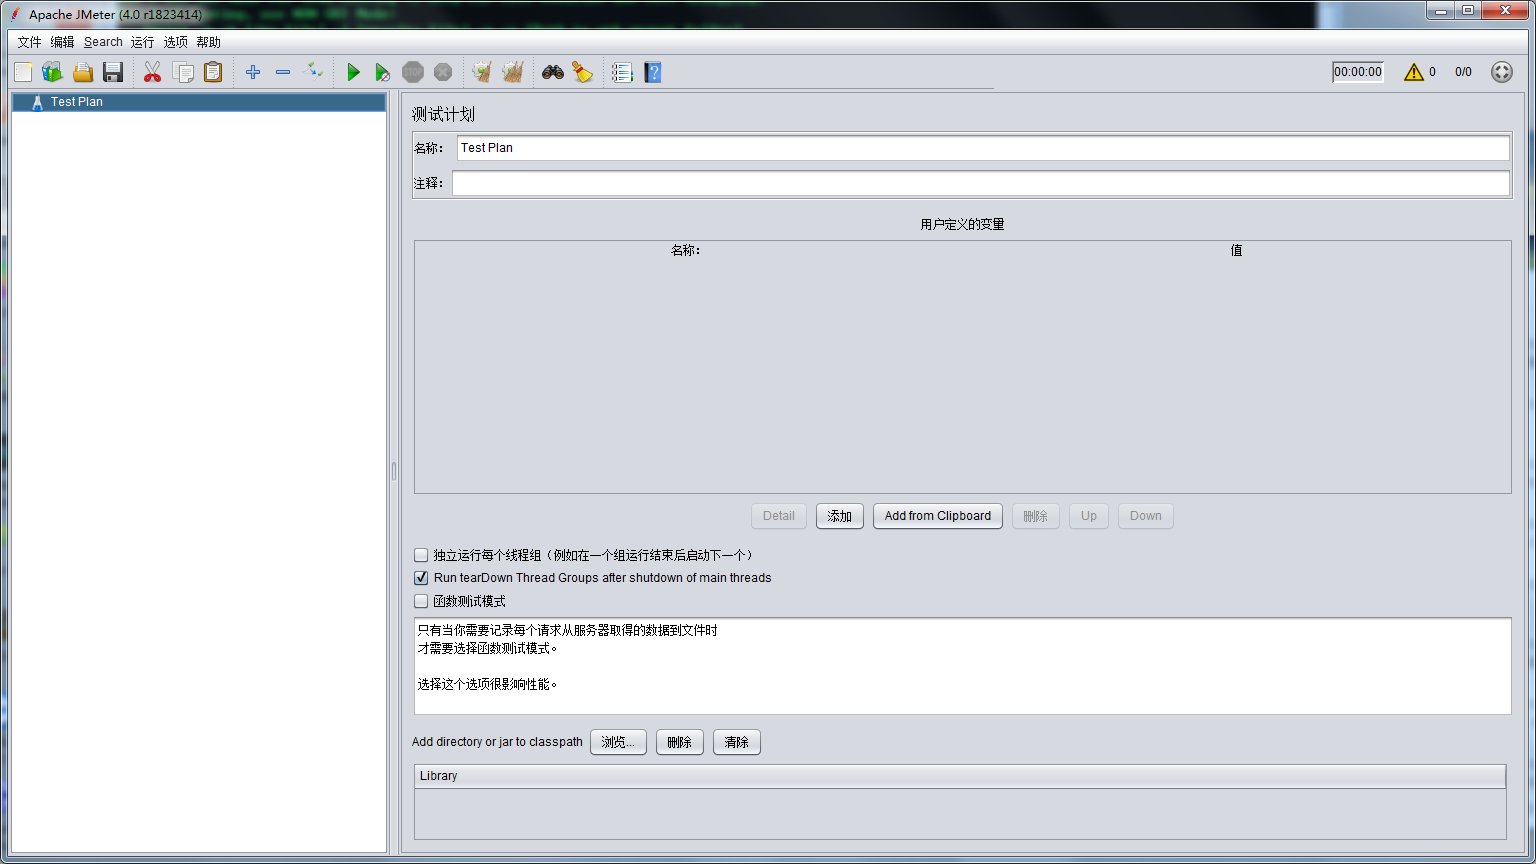 Apache JMeter (4.0 r1823414)
文件 编辑 Search 运行 选项 帮助
STOP
00:00:00 0 0/0
Test Plan
测试计划
名称： Test Plan
注释：
用户定义的变量
名称: 值
Detail 添加 Add from Clipboard 删除 Up Down
独立运行每个线程组（例如在一个组运行结束后启动下一个）
Run tearDown Thread Groups after shutdown of main threads
函数测试模式
只有当你需要记录每个请求从服务器取得的数据到文件时
才需要选择函数测试模式。
选择这个选项很影响性能。
Add directory or jar to classpath 浏览... 删除 清除
Library